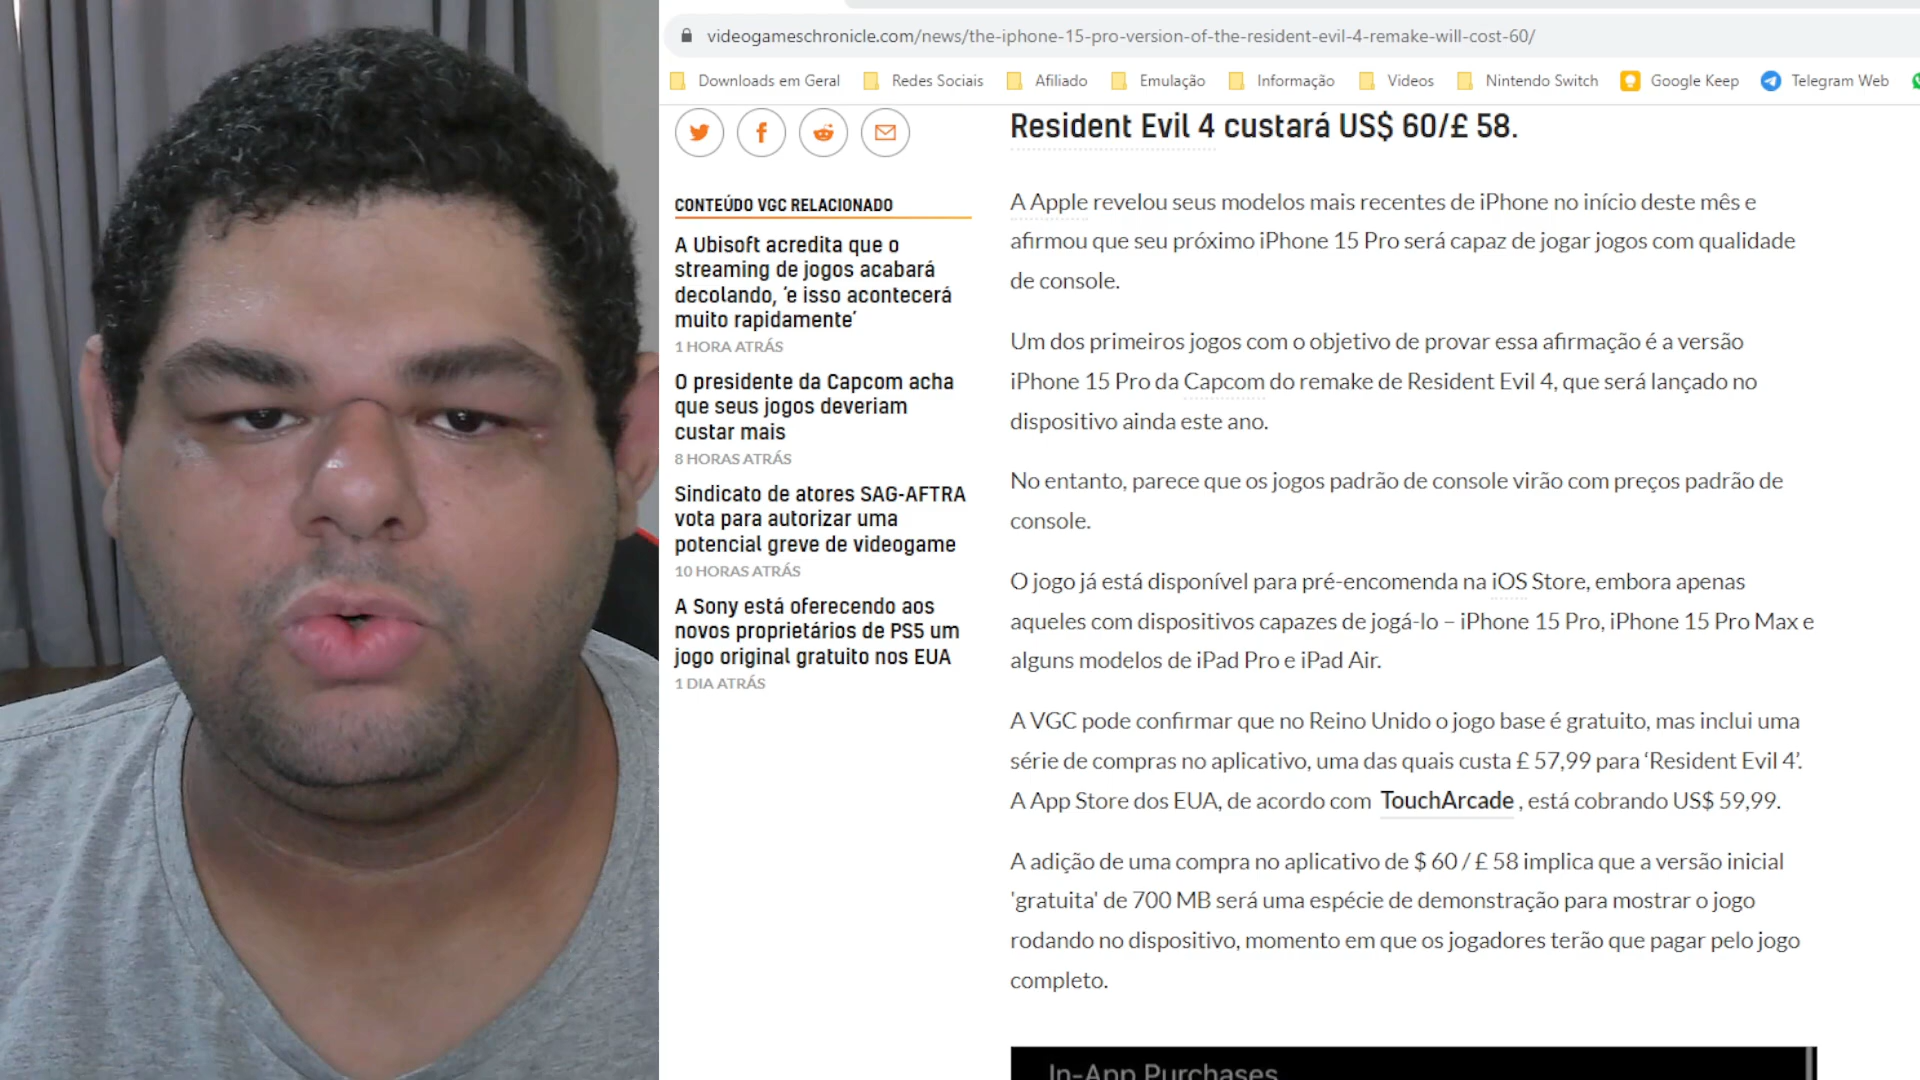 videogameschronicle.com/news/the-iphone-15-pro-version-of-the-resident-evil-4-remake-will-cost-60/
Downloads em Geral
Redes Sociais
Afiliado
Emulação
Informação
Videos
Nintendo Switch
Google Keep
Telegram Web
CONTEÚDO VGC RELACIONADO
A Ubisoft acredita que o
streaming de jogos acabará
decolando, 'e isso acontecerá
muito rapidamente'
1 HORA ATRÁS
O presidente da Capcom acha
que seus jogos deveriam
custar mais
8 HORAS ATRÁS
Sindicato de atores SAG-AFTRA
vota para autorizar uma
potencial greve de videogame
10 HORAS ATRÁS
A Sony está oferecendo aos
novos proprietários de PS5 um
jogo original gratuito nos EUA
1 DIA ATRÁS
Resident Evil 4 custará US$ 60/£ 58.
A Apple revelou seus modelos mais recentes de iPhone no início deste mês e
afirmou que seu próximo iPhone 15 Pro será capaz de jogar jogos com qualidade
de console.
Um dos primeiros jogos com o objetivo de provar essa afirmação é a versão
iPhone 15 Pro da Capcom do remake de Resident Evil 4, que será lançado no
dispositivo ainda este ano.
No entanto, parece que os jogos padrão de console virão com preços padrão de
console.
O jogo já está disponível para pré-encomenda na iOS Store, embora apenas
aqueles com dispositivos capazes de jogá-lo – iPhone 15 Pro, iPhone 15 Pro Max e
alguns modelos de iPad Pro e iPad Air.
A VGC pode confirmar que no Reino Unido o jogo base é gratuito, mas inclui uma
série de compras no aplicativo, uma das quais custa £ 57,99 para 'Resident Evil 4'.
A App Store dos EUA, de acordo com TouchArcade , está cobrando US$ 59,99.
A adição de uma compra no aplicativo de $ 60 / £ 58 implica que a versão inicial
'gratuita' de 700 MB será uma espécie de demonstração para mostrar o jogo
rodando no dispositivo, momento em que os jogadores terão que pagar pelo jogo
completo.
In-App Purchases